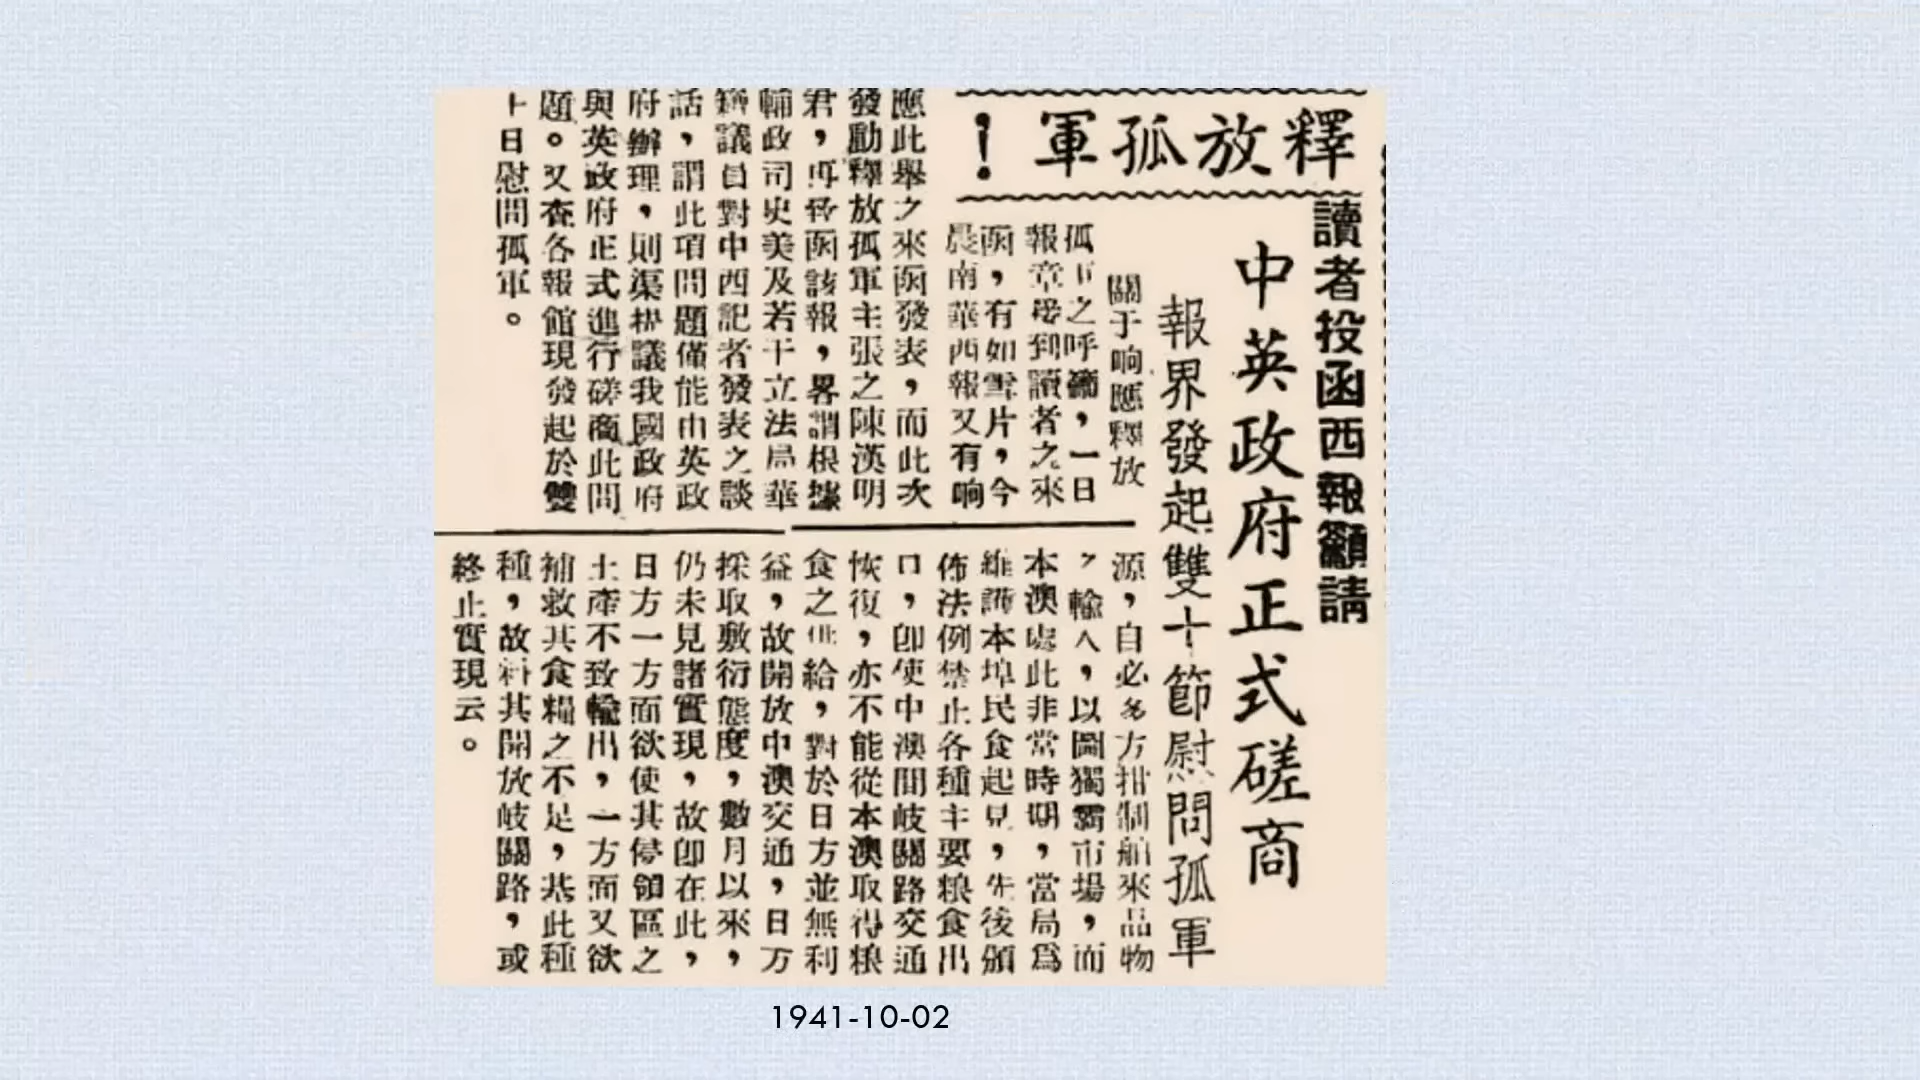 釋放孤軍！
讀者投函西報籲請
中英政府正式磋商
報界發起雙十節慰問孤軍
關于响應釋放
孤軍之呼籲，一日
報章接到讀者之來
函，有如雪片，今
晨南華西報又有响
應此舉之來函發表，而此次
發動釋放孤軍主張之陳漢明
君，再致函該報，畧謂根據
輔政司史美及若干立法局華
籍議員對中西記者發表之談
話，謂此項問題僅能由英政
府辦理，則渠提議我國政府
與英政府正式進行磋商此問
題。又查各報館現發起於雙
十日慰問孤軍。
源，自必多方扣制船來品物
之輸入，以圖獨霸市場，而
本澳處此非常時期，當局爲
維護本埠民食起見，先後頒
佈法例禁止各種主要粮食出
口，卽使中澳間岐關路交通
恢復，亦不能從本澳取得粮
食之供給，對於日方並無利
益，故開放中澳交通，日方
採取敷衍態度，數月以來，
仍未見諸實現，故卽在此，
日方一方面欲使其停領區之
土產不致輸出，一方面又欲
補救其食糧之不足，基此種
種，故料其開放岐關路，或
終止實現云。
1941-10-02